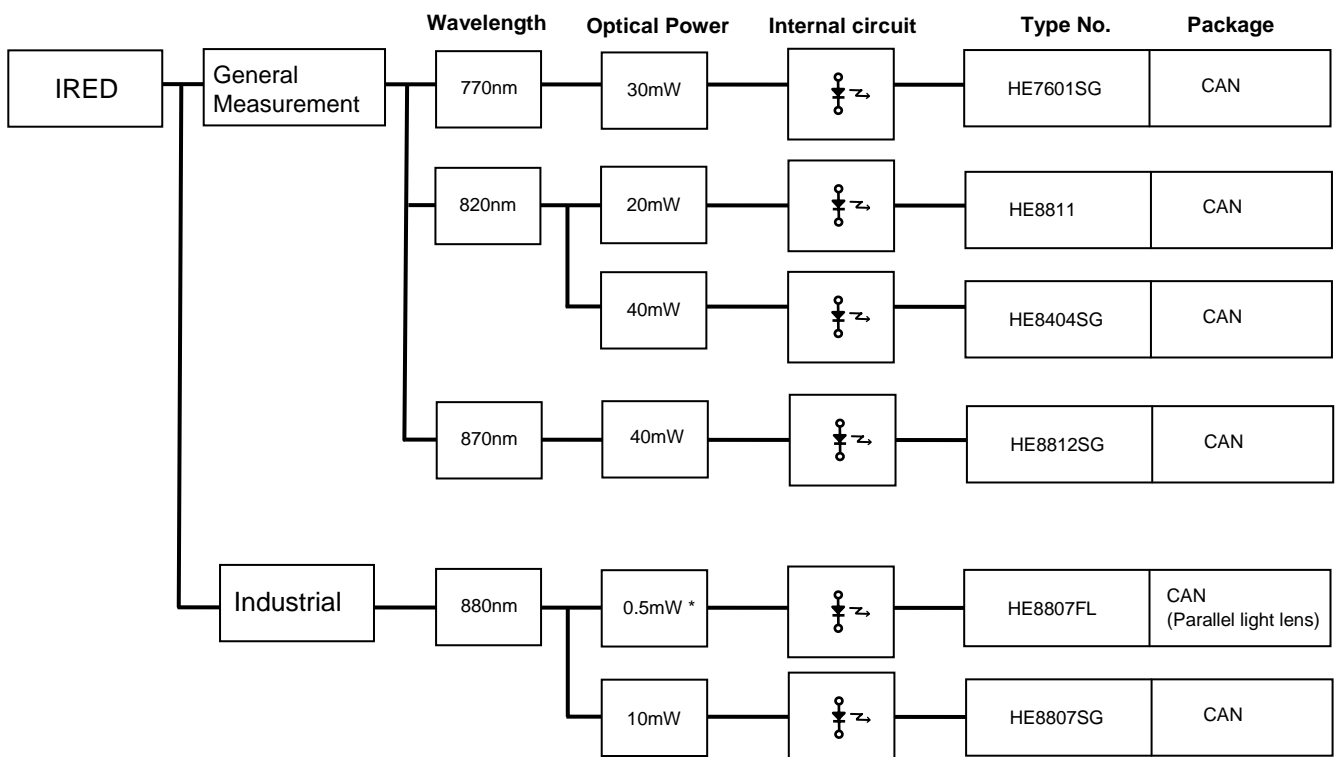 Wavelength Optical Power Internal circuit Type No. Package
IRED
General
Measurement
770nm 30mW HE7601SG CAN
820nm 20mW HE8811 CAN
40mW HE8404SG CAN
870nm 40mW HE8812SG CAN
Industrial 880nm 0.5mW * HE8807FL CAN
(Parallel light lens)
10mW HE8807SG CAN